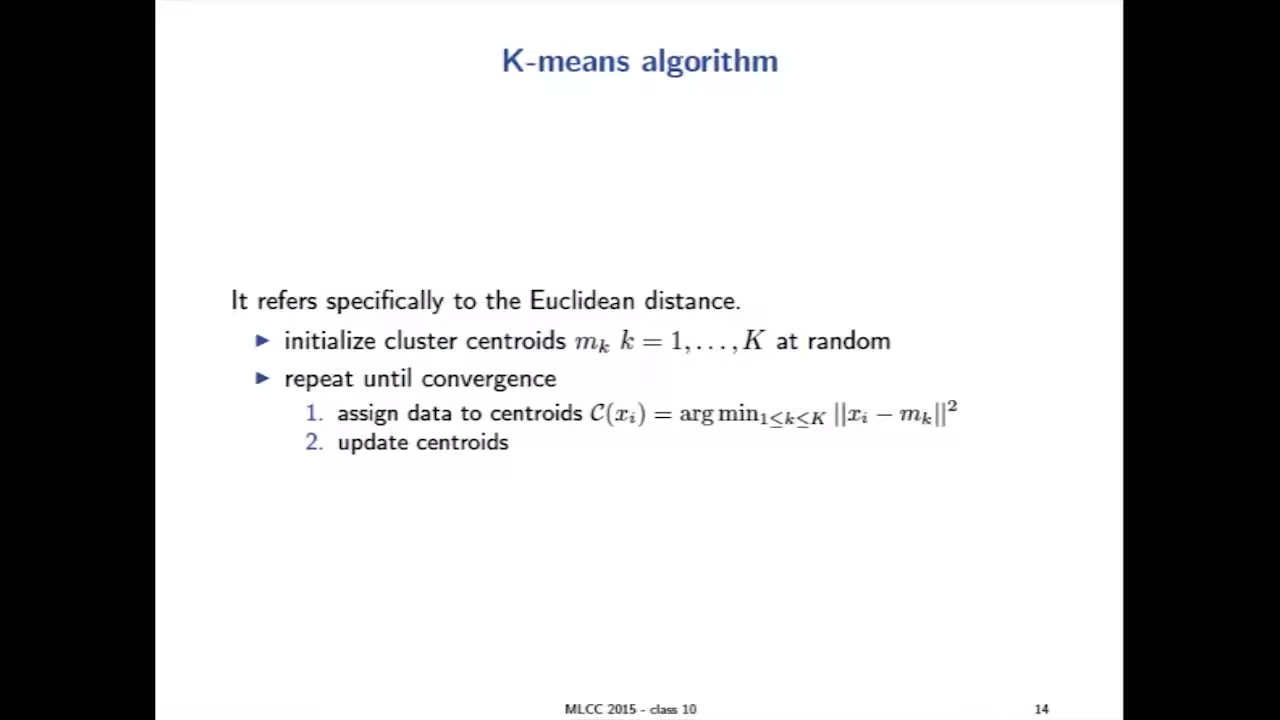 K-means algorithm
It refers specifically to the Euclidean distance.
▶ initialize cluster centroids m_k k = 1, . . . , K at random
▶ repeat until convergence
1. assign data to centroids C(x_i) = arg min_{1≤k≤K} ||x_i − m_k||^2
2. update centroids
MLCC 2015 - class 10
14